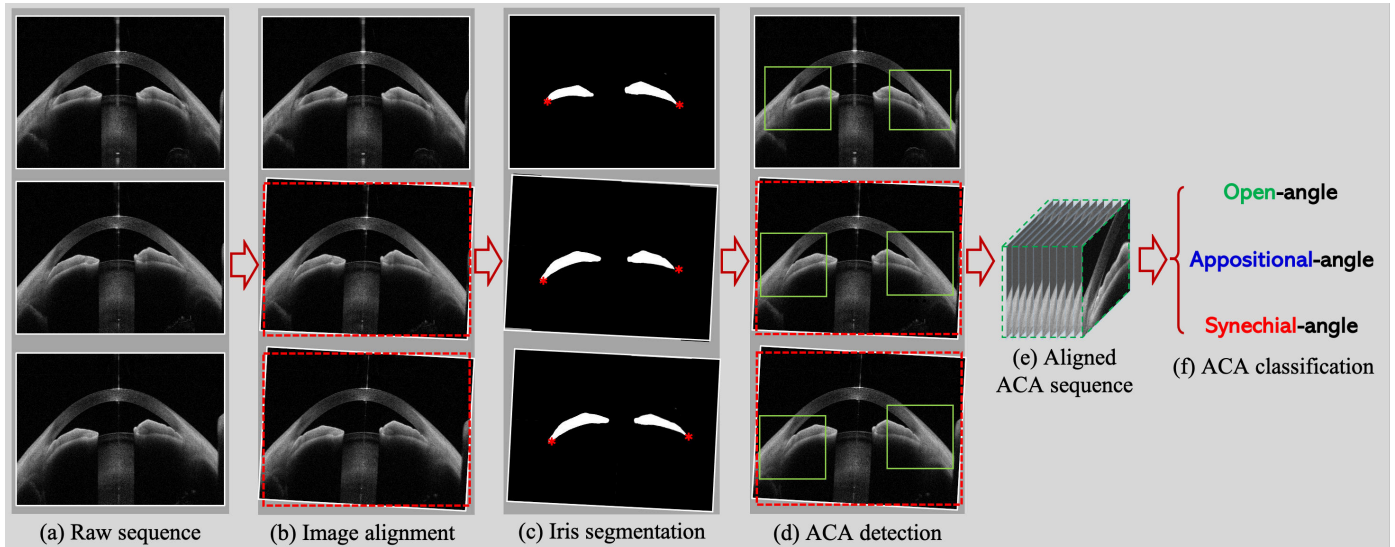 Open-angle
Appositional-angle
Synechial-angle
(e) Aligned
ACA sequence
(f) ACA classification
(a) Raw sequence
(b) Image alignment
(c) Iris segmentation
(d) ACA detection